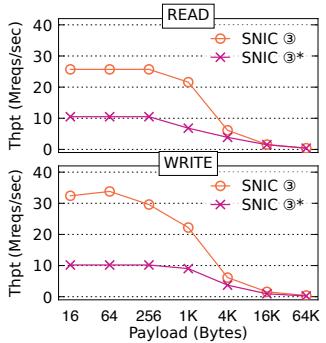 READ
Thpt (Mreqs/sec)
40
30
20
10
0
SNIC ③
SNIC ③*
WRITE
Thpt (Mreqs/sec)
40
30
20
10
0
SNIC ③
SNIC ③*
16 64 256 1K 4K 16K 64K
Payload (Bytes)